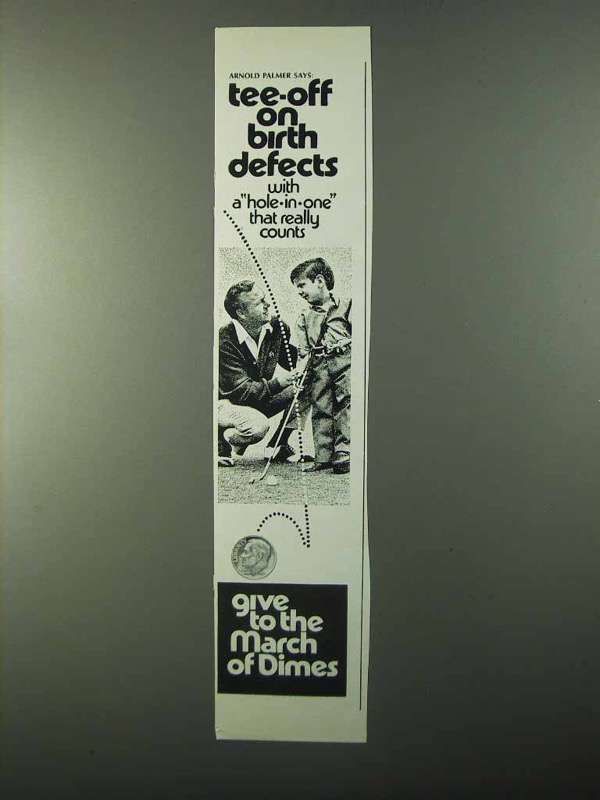 ARNOLD PALMER SAYS:
tee-off
on
birth
defects
with
a "hole•in•one"
that really
counts
give
to the
March
of Dimes